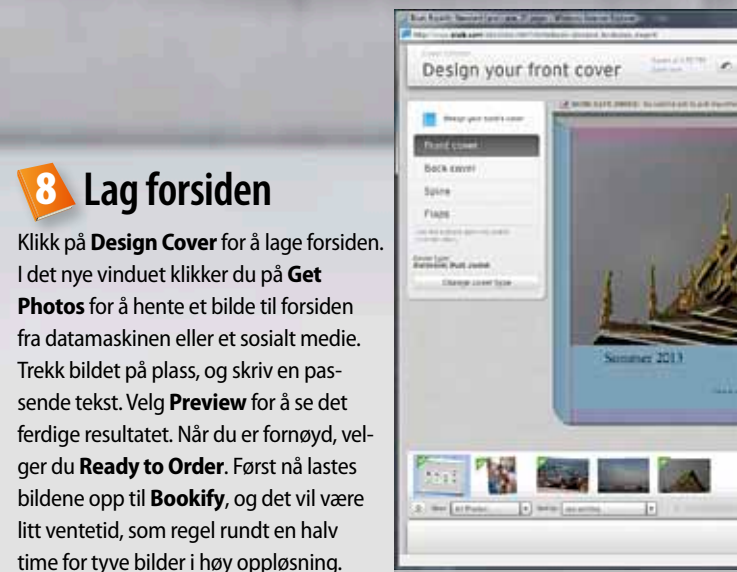 8 Lag forsiden
Klikk på Design Cover for å lage forsiden.
I det nye vinduet klikker du på Get
Photos for å hente et bilde til forsiden
fra datamaskinen eller et sosialt medie.
Trekk bildet på plass, og skriv en pas-
sende tekst. Velg Preview for å se det
ferdige resultatet. Når du er fornøyd, vel-
ger du Ready to Order. Først nå lastes
bildene opp til Bookify, og det vil være
litt ventetid, som regel rundt en halv
time for tyve bilder i høy oppløsning.
Design your front cover
Front cover
Back cover
Spine
Flaps
Change cover type
Sommer 2013